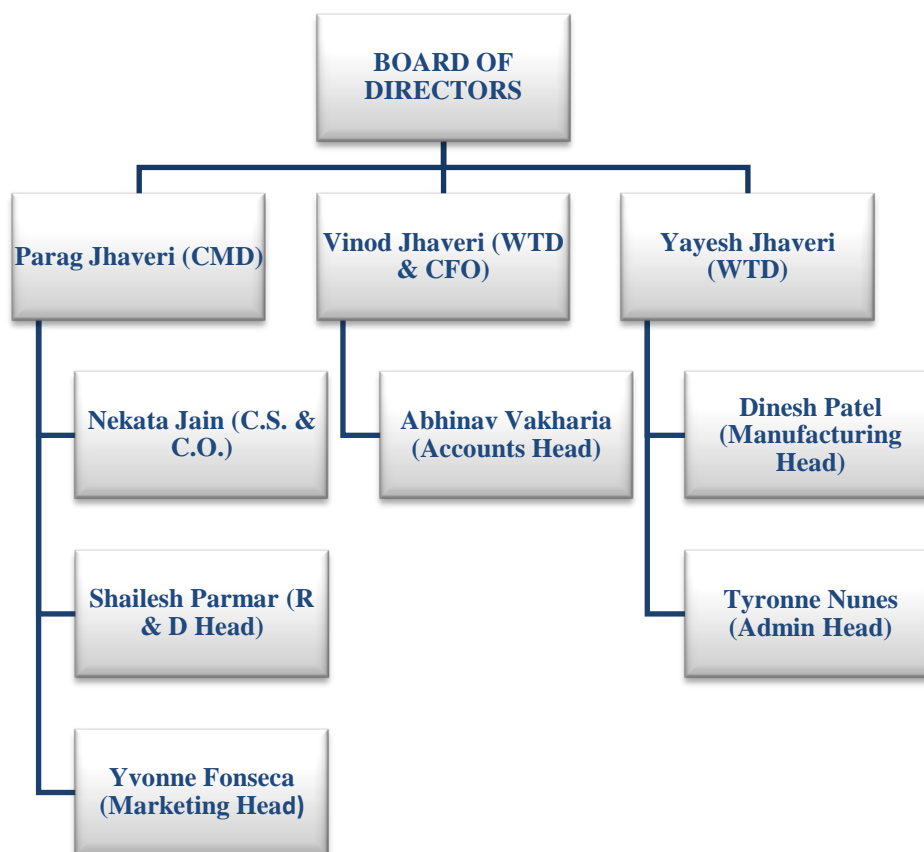 BOARD OF
DIRECTORS
Parag Jhaveri (CMD)
Vinod Jhaveri (WTD
& CFO)
Yayesh Jhaveri
(WTD)
Nekata Jain (C.S. &
C.O.)
Abhinav Vakharia
(Accounts Head)
Dinesh Patel
(Manufacturing
Head)
Shailesh Parmar (R
& D Head)
Tyronne Nunes
(Admin Head)
Yvonne Fonseca
(Marketing Head)